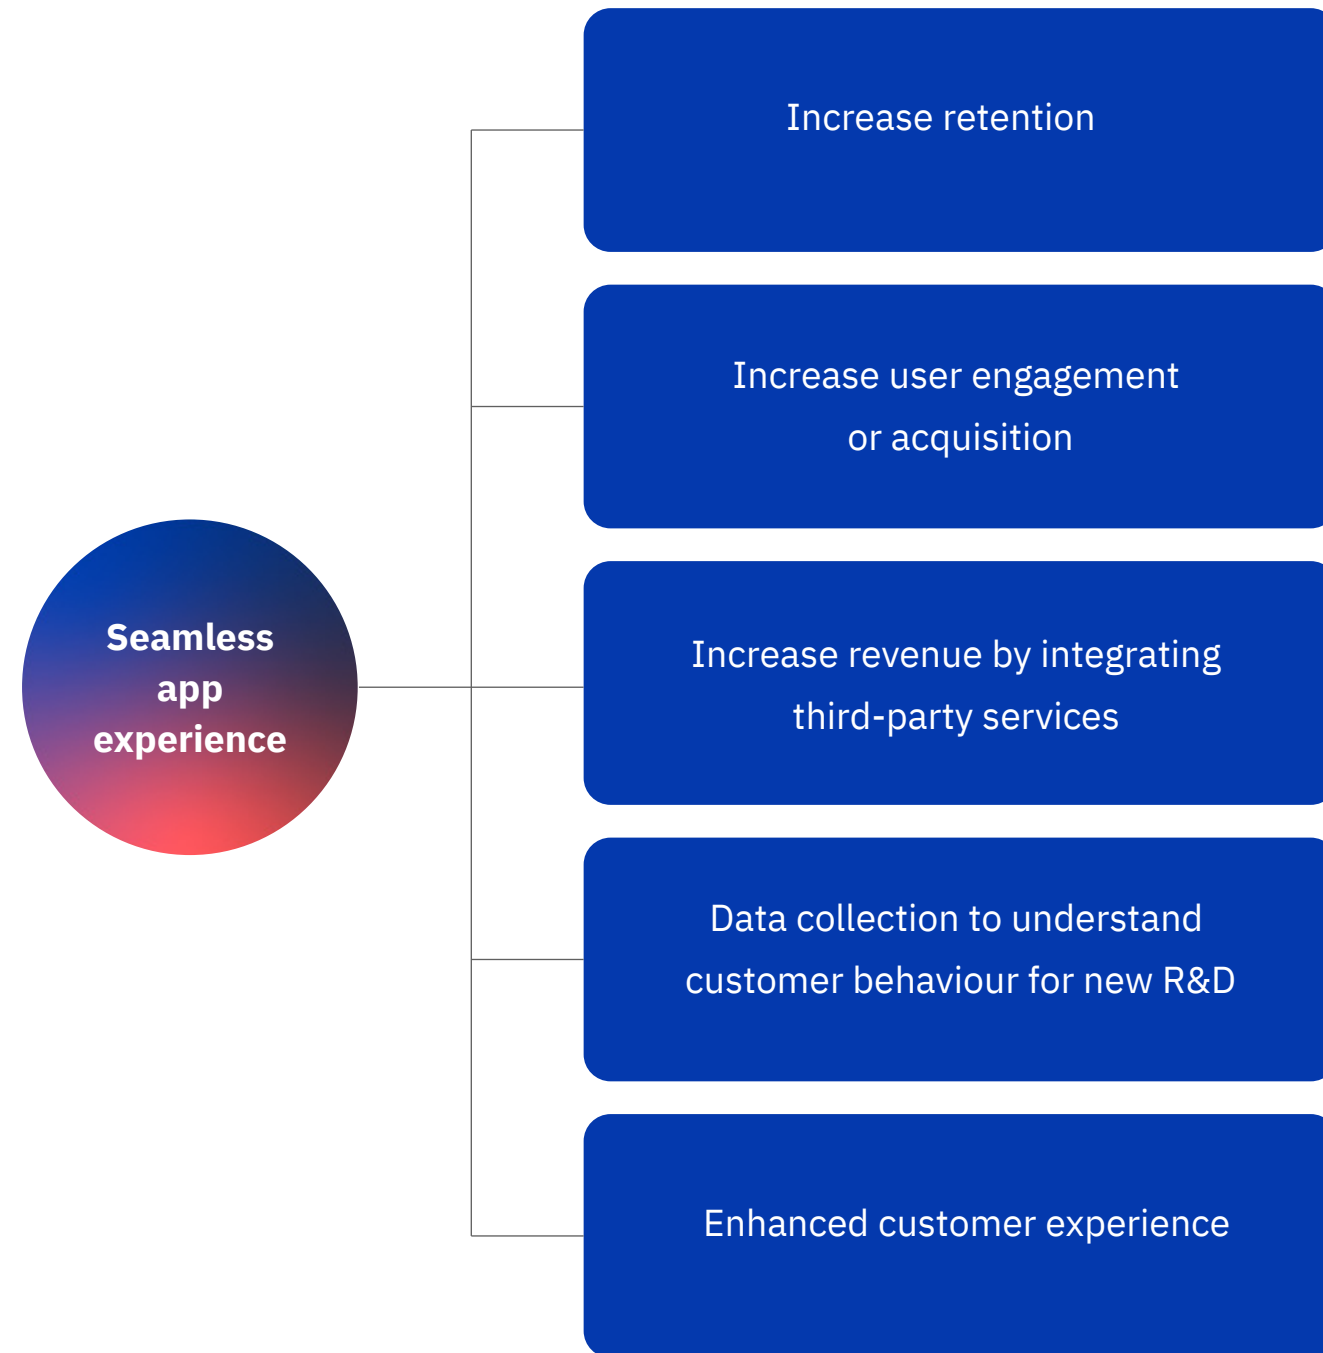 Increase retention
Increase user engagement
or acquisition
Seamless
app
experience
Increase revenue by integrating
third-party services
Data collection to understand
customer behaviour for new R&D
Enhanced customer experience